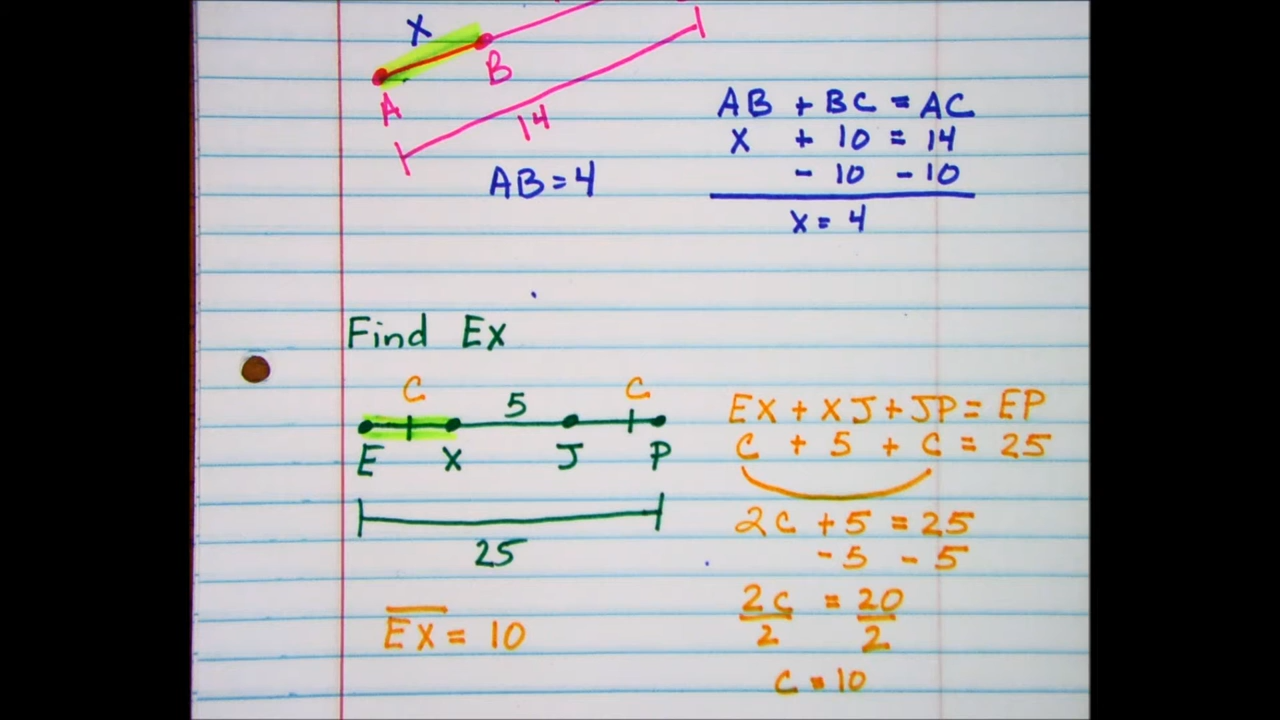 X
B
A
14
AB = 4
AB + BC = AC
X + 10 = 14
- 10 - 10
X = 4
Find EX
C 5 C
E X J P
25
EX = 10
EX + XJ + JP = EP
C + 5 + C = 25
2C + 5 = 25
- 5 - 5
2C = 20
2 2
C = 10